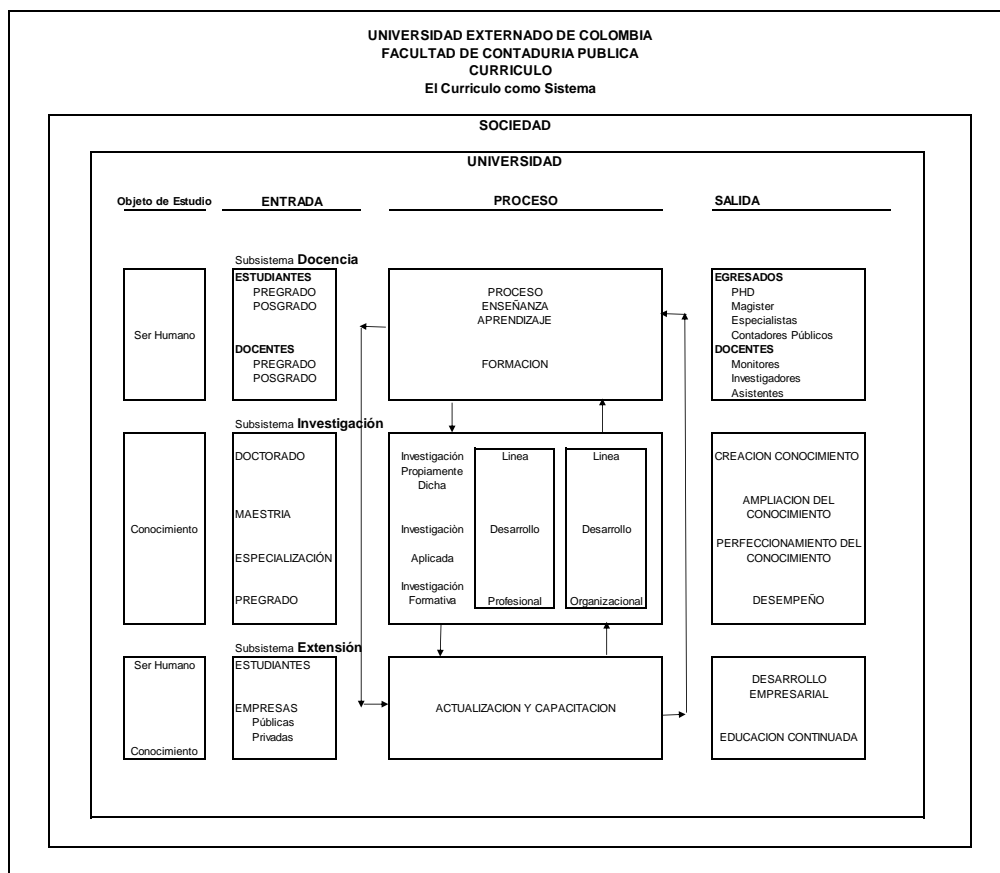 UNIVERSIDAD EXTERNADO DE COLOMBIA
FACULTAD DE CONTADURIA PUBLICA
CURRICULO
El Curriculo como Sistema
SOCIEDAD
UNIVERSIDAD
Objeto de Estudio
ENTRADA
PROCESO
SALIDA
Subsistema Docencia
Ser Humano
ESTUDIANTES
PREGRADO
POSGRADO
DOCENTES
PREGRADO
POSGRADO
PROCESO
ENSEÑANZA
APRENDIZAJE
FORMACION
EGRESADOS
PHD
Magister
Especialistas
Contadores Públicos
DOCENTES
Monitores
Investigadores
Asistentes
Subsistema Investigación
Conocimiento
DOCTORADO
MAESTRIA
ESPECIALIZACIÓN
PREGRADO
Investigación
Propiamente
Dicha
Investigaciòn
Aplicada
Investigación
Formativa
Linea
Desarrollo
Profesional
Linea
Desarrollo
Organizacional
CREACION CONOCIMIENTO
AMPLIACION DEL
CONOCIMIENTO
PERFECCIONAMIENTO DEL
CONOCIMIENTO
DESEMPEÑO
Subsistema Extensión
Ser Humano
Conocimiento
ESTUDIANTES
EMPRESAS
Públicas
Privadas
ACTUALIZACION Y CAPACITACION
DESARROLLO
EMPRESARIAL
EDUCACION CONTINUADA